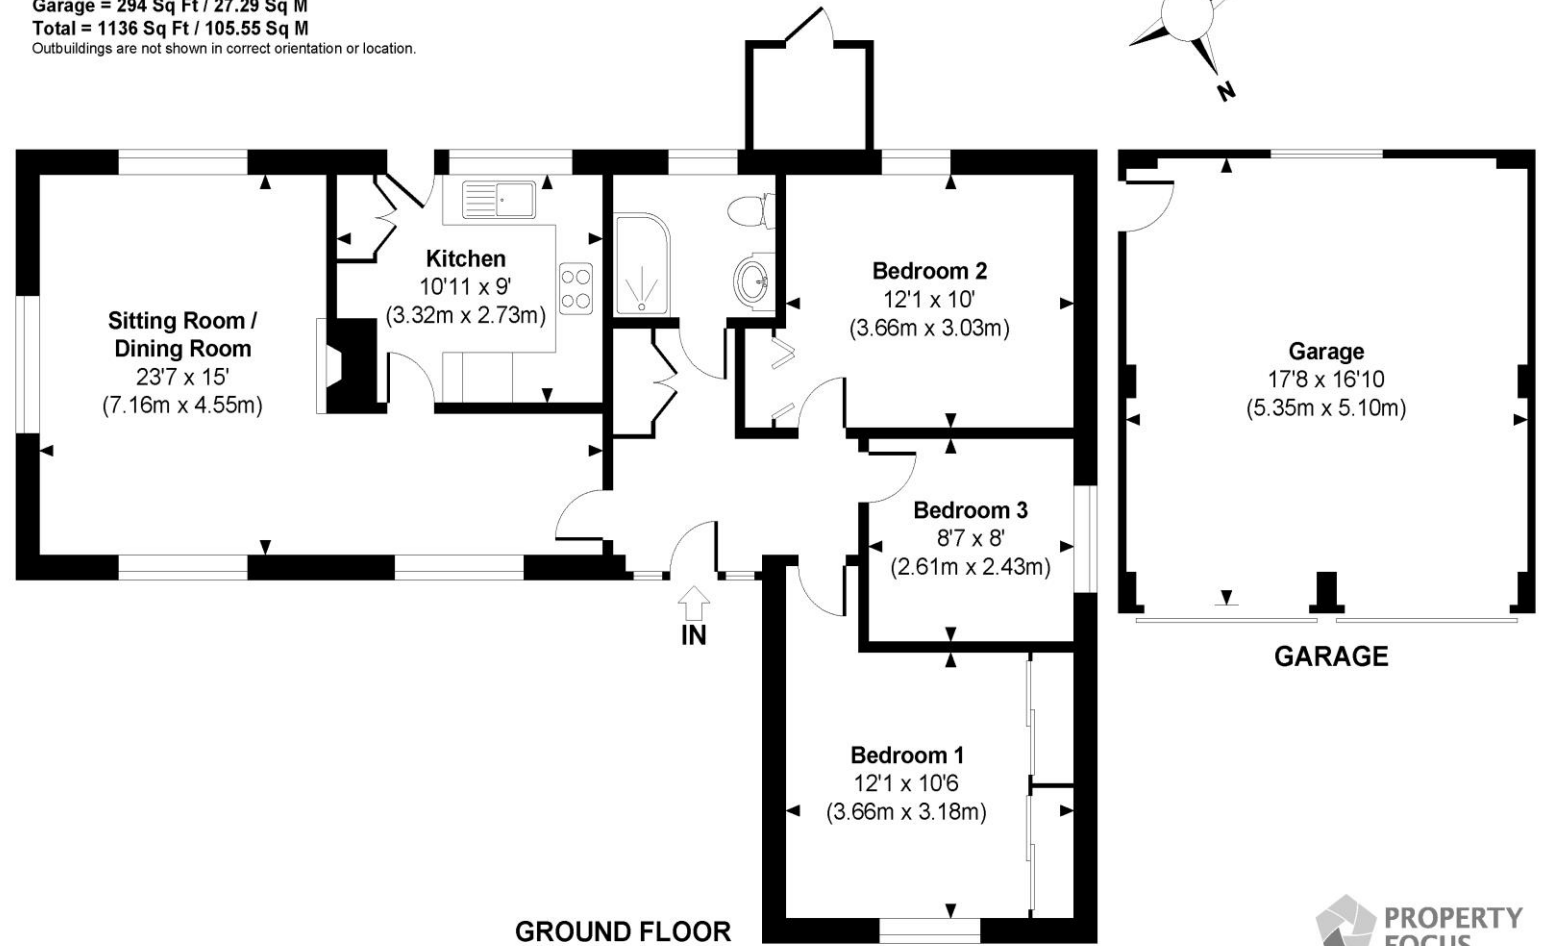 Garage = 294 Sq Ft / 27.29 Sq M
Total = 1136 Sq Ft / 105.55 Sq M
Outbuildings are not shown in correct orientation or location.
N
Kitchen
10'11 x 9'
(3.32m x 2.73m)
Bedroom 2
12'1 x 10'
(3.66m x 3.03m)
Sitting Room /
Dining Room
23'7 x 15'
(7.16m x 4.55m)
Garage
17'8 x 16'10
(5.35m x 5.10m)
Bedroom 3
8'7 x 8'
(2.61m x 2.43m)
IN
GARAGE
Bedroom 1
12'1 x 10'6
(3.66m x 3.18m)
GROUND FLOOR
PROPERTY
FOCUS